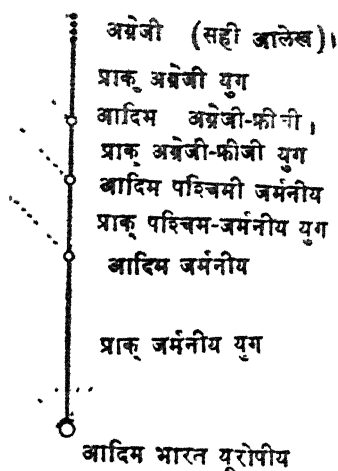 अंग्रेजी (सही आलेख)।
प्राक् अंग्रेजी युग
आदिम अंग्रेजी-फ्रीजी।
प्राक् अंग्रेजी-फ्रीजी युग
आदिम पश्चिमी जर्मनीय
प्राक् पश्चिम-जर्मनीय युग
आदिम जर्मनीय
प्राक् जर्मनीय युग
आदिम भारत यूरोपीय